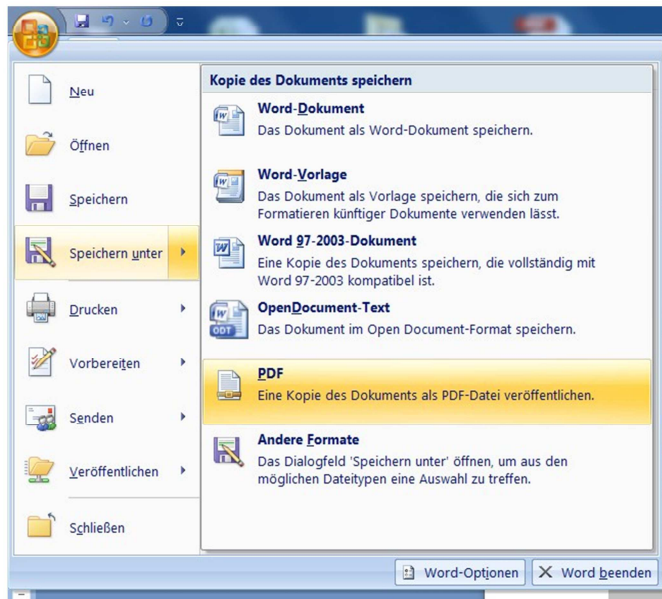 Neu
Öffnen
Speichern
Speichern unter
Drucken
Vorbereiten
Senden
Veröffentlichen
Schließen
Kopie des Dokuments speichern
Word-Dokument
Das Dokument als Word-Dokument speichern.
Word-Vorlage
Das Dokument als Vorlage speichern, die sich zum
Formatieren künftiger Dokumente verwenden lässt.
Word 97-2003-Dokument
Eine Kopie des Dokuments speichern, die vollständig mit
Word 97-2003 kompatibel ist.
ODT
OpenDocument-Text
Das Dokument im Open Document-Format speichern.
PDF
Eine Kopie des Dokuments als PDF-Datei veröffentlichen.
Andere Formate
Das Dialogfeld 'Speichern unter' öffnen, um aus den
möglichen Dateitypen eine Auswahl zu treffen.
Word-Optionen
Word beenden